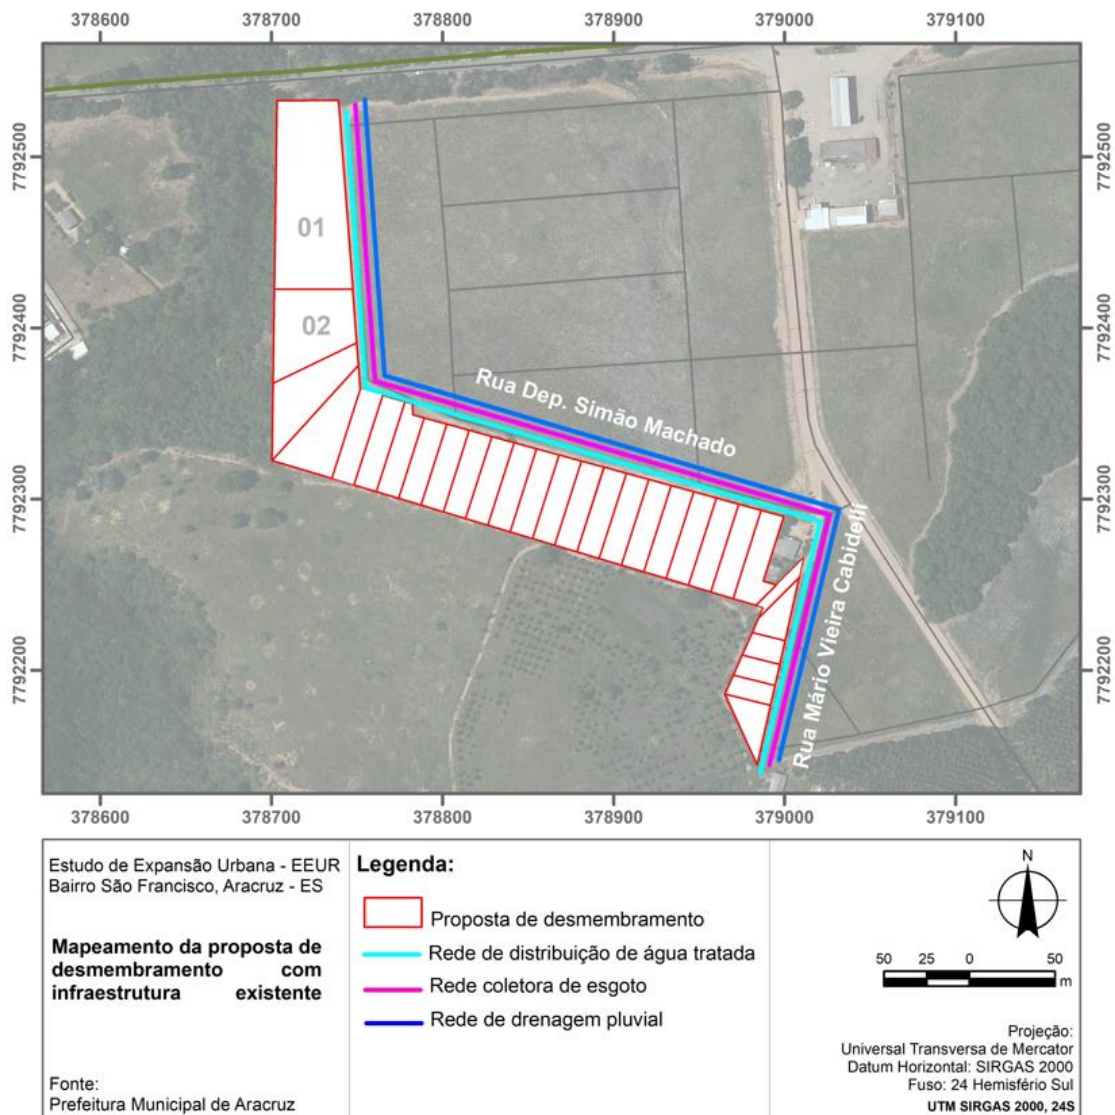 378600 378700 378800 378900 379000 379100
7792500 7792500
01
02
7792400 7792400
Rua Dep. Simão Machado
7792300 7792300
Rua Mário Vieira Cabidelli
7792200 7792200
378600 378700 378800 378900 379000 379100
Estudo de Expansão Urbana - EEUR
Bairro São Francisco, Aracruz - ES
Mapeamento da proposta de
desmembramento com
infraestrutura existente
Fonte:
Prefeitura Municipal de Aracruz
Legenda:
Proposta de desmembramento
Rede de distribuição de água tratada
Rede coletora de esgoto
Rede de drenagem pluvial
N
50 25 0 50
m
Projeção:
Universal Transversa de Mercator
Datum Horizontal: SIRGAS 2000
Fuso: 24 Hemisfério Sul
UTM SIRGAS 2000, 24S